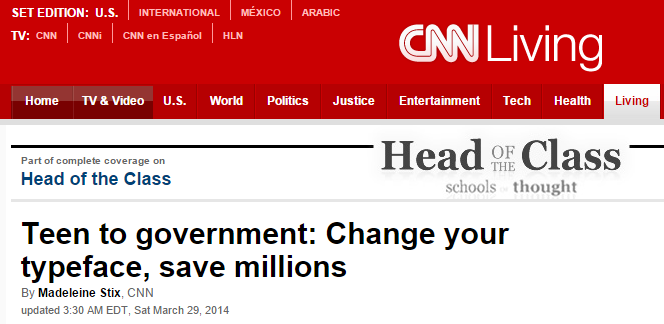 SET EDITION: U.S. INTERNATIONAL MÉXICO ARABIC
TV: CNN CNNi CNN en Español HLN
CNN Living
Home TV & Video U.S. World Politics Justice Entertainment Tech Health Living
Part of complete coverage on
Head of the Class
Head OF THE Class
schools of thought
Teen to government: Change your
typeface, save millions
By Madeleine Stix, CNN
updated 3:30 AM EDT, Sat March 29, 2014